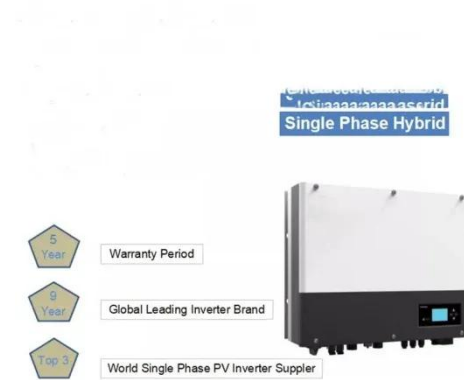 Single Phase Hybrid
5
Year
Warranty Period
9
Year
Global Leading Inverter Brand
Top 3
World Single Phase PV Inverter Suppler